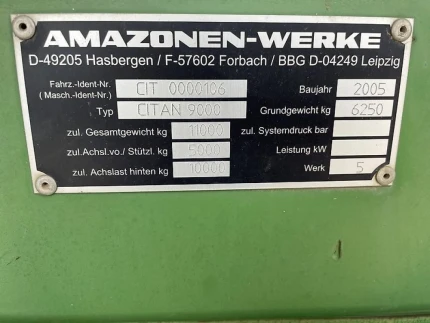 AMAZONEN-WERKE
D-49205 Hasbergen / F-57602 Forbach / BBG D-04249 Leipzig
Fahrz.-Ident-Nr. CIT 0000106 Baujahr 2005
( Masch.-Ident-Nr.)
Typ CITAN 9000 Grundgewicht kg 6250
zul. Gesamtgewicht kg 11000 zul. Systemdruck bar
zul. Achsl.vo./ Stützl. kg 5000 Leistung kW
zul. Achslast hinten kg 10000 Werk 5